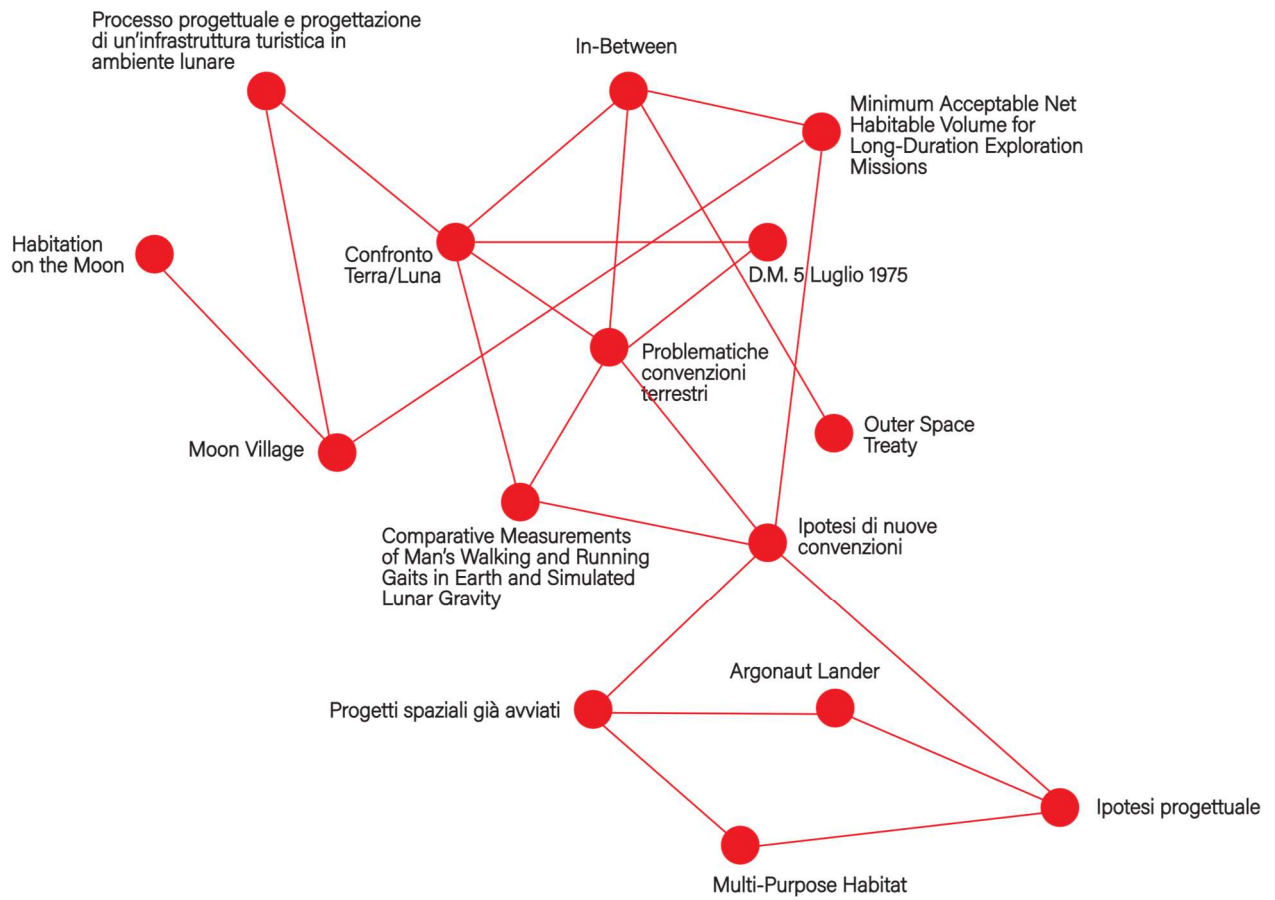 Processo progettuale e progettazione
di un'infrastruttura turistica in
ambiente lunare
In-Between
Minimum Acceptable Net
Habitable Volume for
Long-Duration Exploration
Missions
Habitation
on the Moon
Confronto
Terra/Luna
D.M. 5 Luglio 1975
Problematiche
convenzioni
terrestri
Moon Village
Outer Space
Treaty
Comparative Measurements
of Man's Walking and Running
Gaits in Earth and Simulated
Lunar Gravity
Ipotesi di nuove
convenzioni
Argonaut Lander
Progetti spaziali già avviati
Ipotesi progettuale
Multi-Purpose Habitat